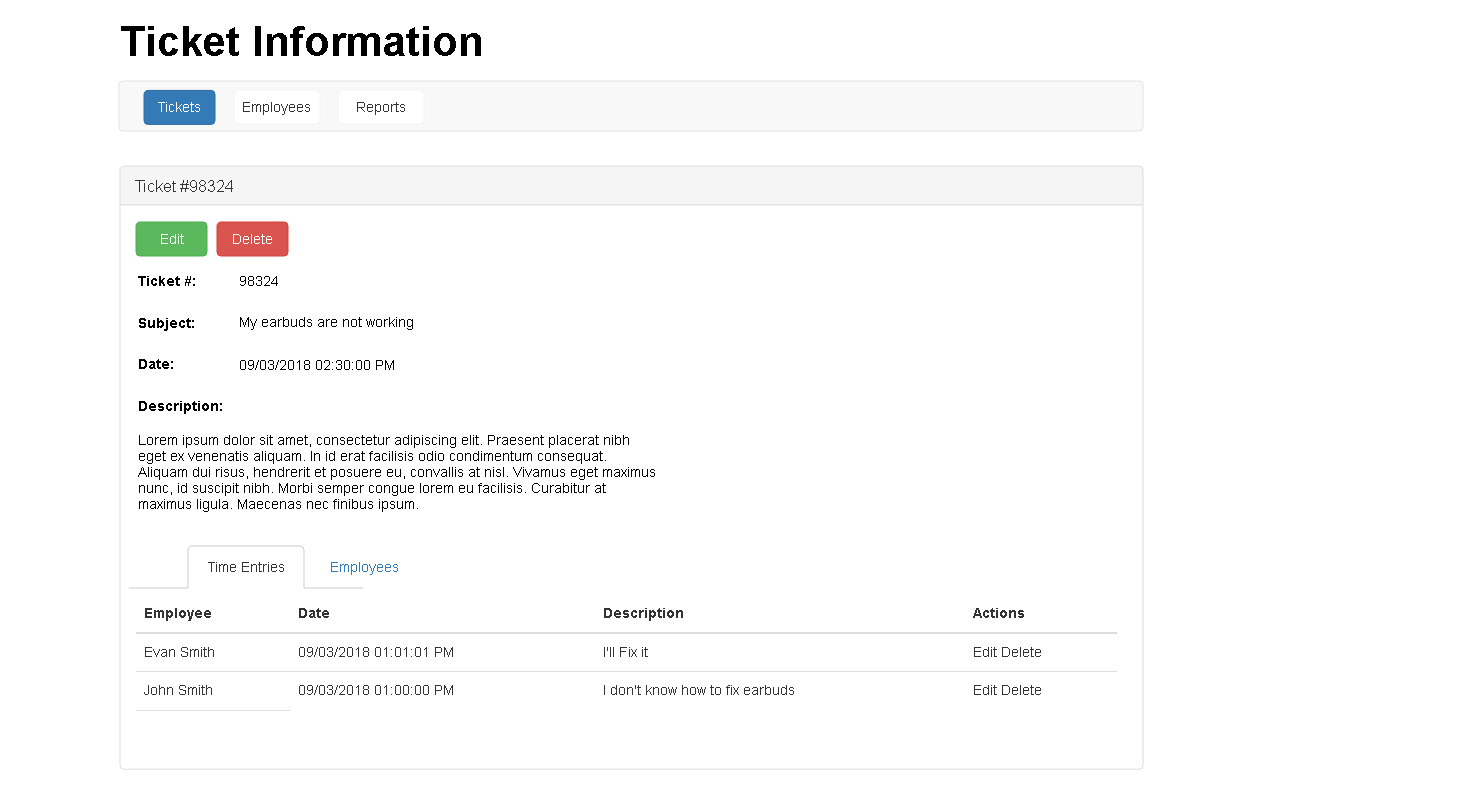 Ticket Information
Tickets Employees Reports
Ticket #98324
Edit Delete
Ticket #: 98324
Subject: My earbuds are not working
Date: 09/03/2018 02:30:00 PM
Description:
Lorem ipsum dolor sit amet, consectetur adipiscing elit. Praesent placerat nibh
eget ex venenatis aliquam. In id erat facilisis odio condimentum consequat.
Aliquam dui risus, hendrerit et posuere eu, convallis at nisl. Vivamus eget maximus
nunc, id suscipit nibh. Morbi semper congue lorem eu facilisis. Curabitur at
maximus ligula. Maecenas nec finibus ipsum.
Time Entries Employees
Employee Date Description Actions
Evan Smith 09/03/2018 01:01:01 PM I'll Fix it Edit Delete
John Smith 09/03/2018 01:00:00 PM I don't know how to fix earbuds Edit Delete